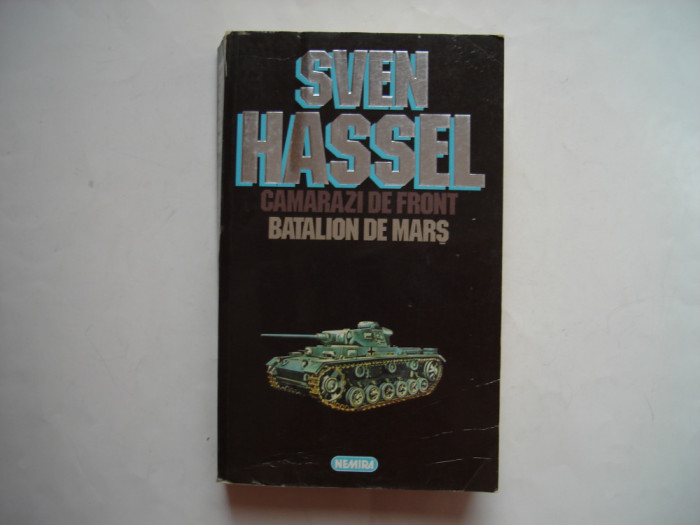 SVEN
HASSEL
CAMARAZI DE FRONT
BATALION DE MARȘ
NEMIRA